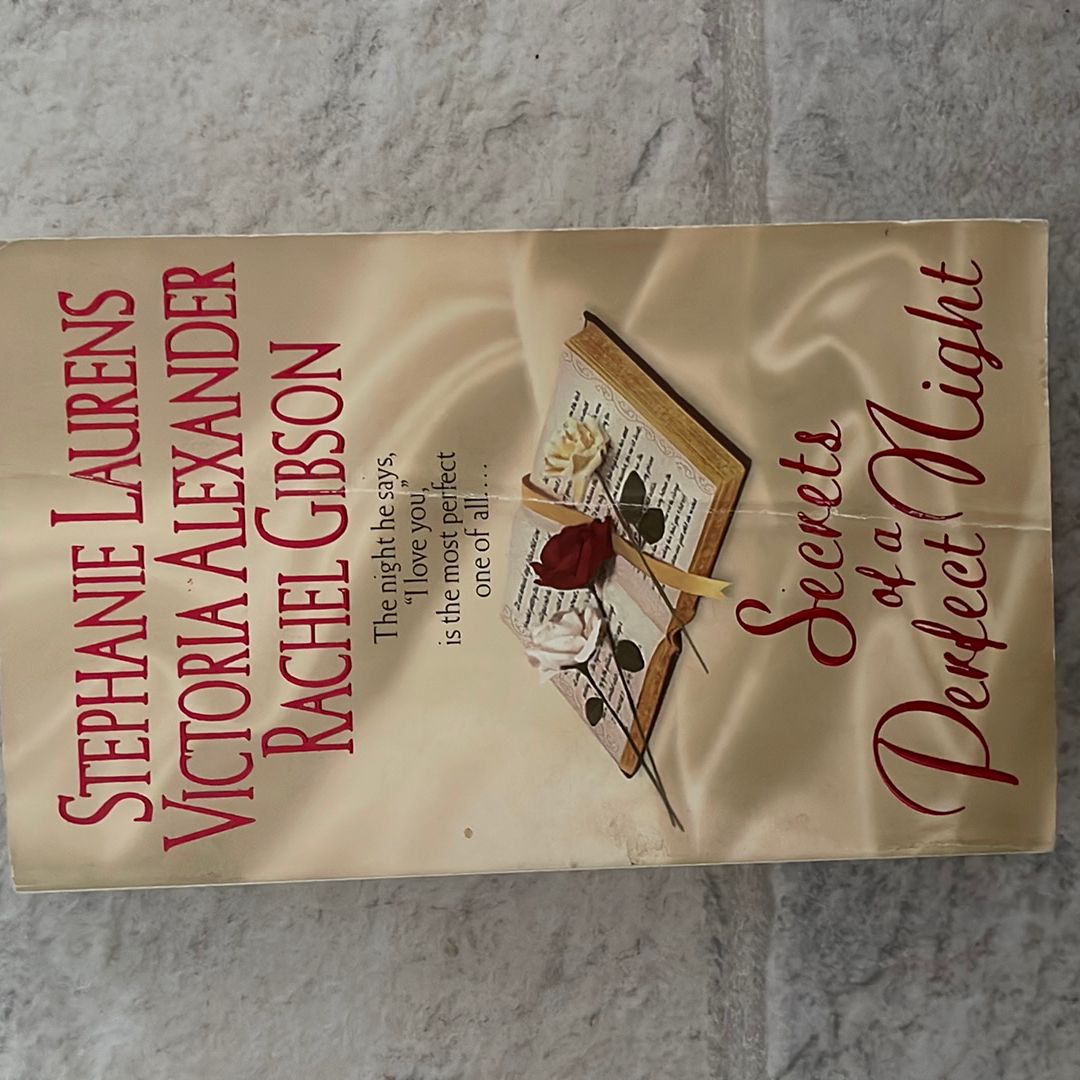 STEPHANIE LAURENS
VICTORIA ALEXANDER
RACHEL GIBSON
The night he says,
“I love you,”
is the most perfect
one of all....
Secrets
of a
Perfect Night